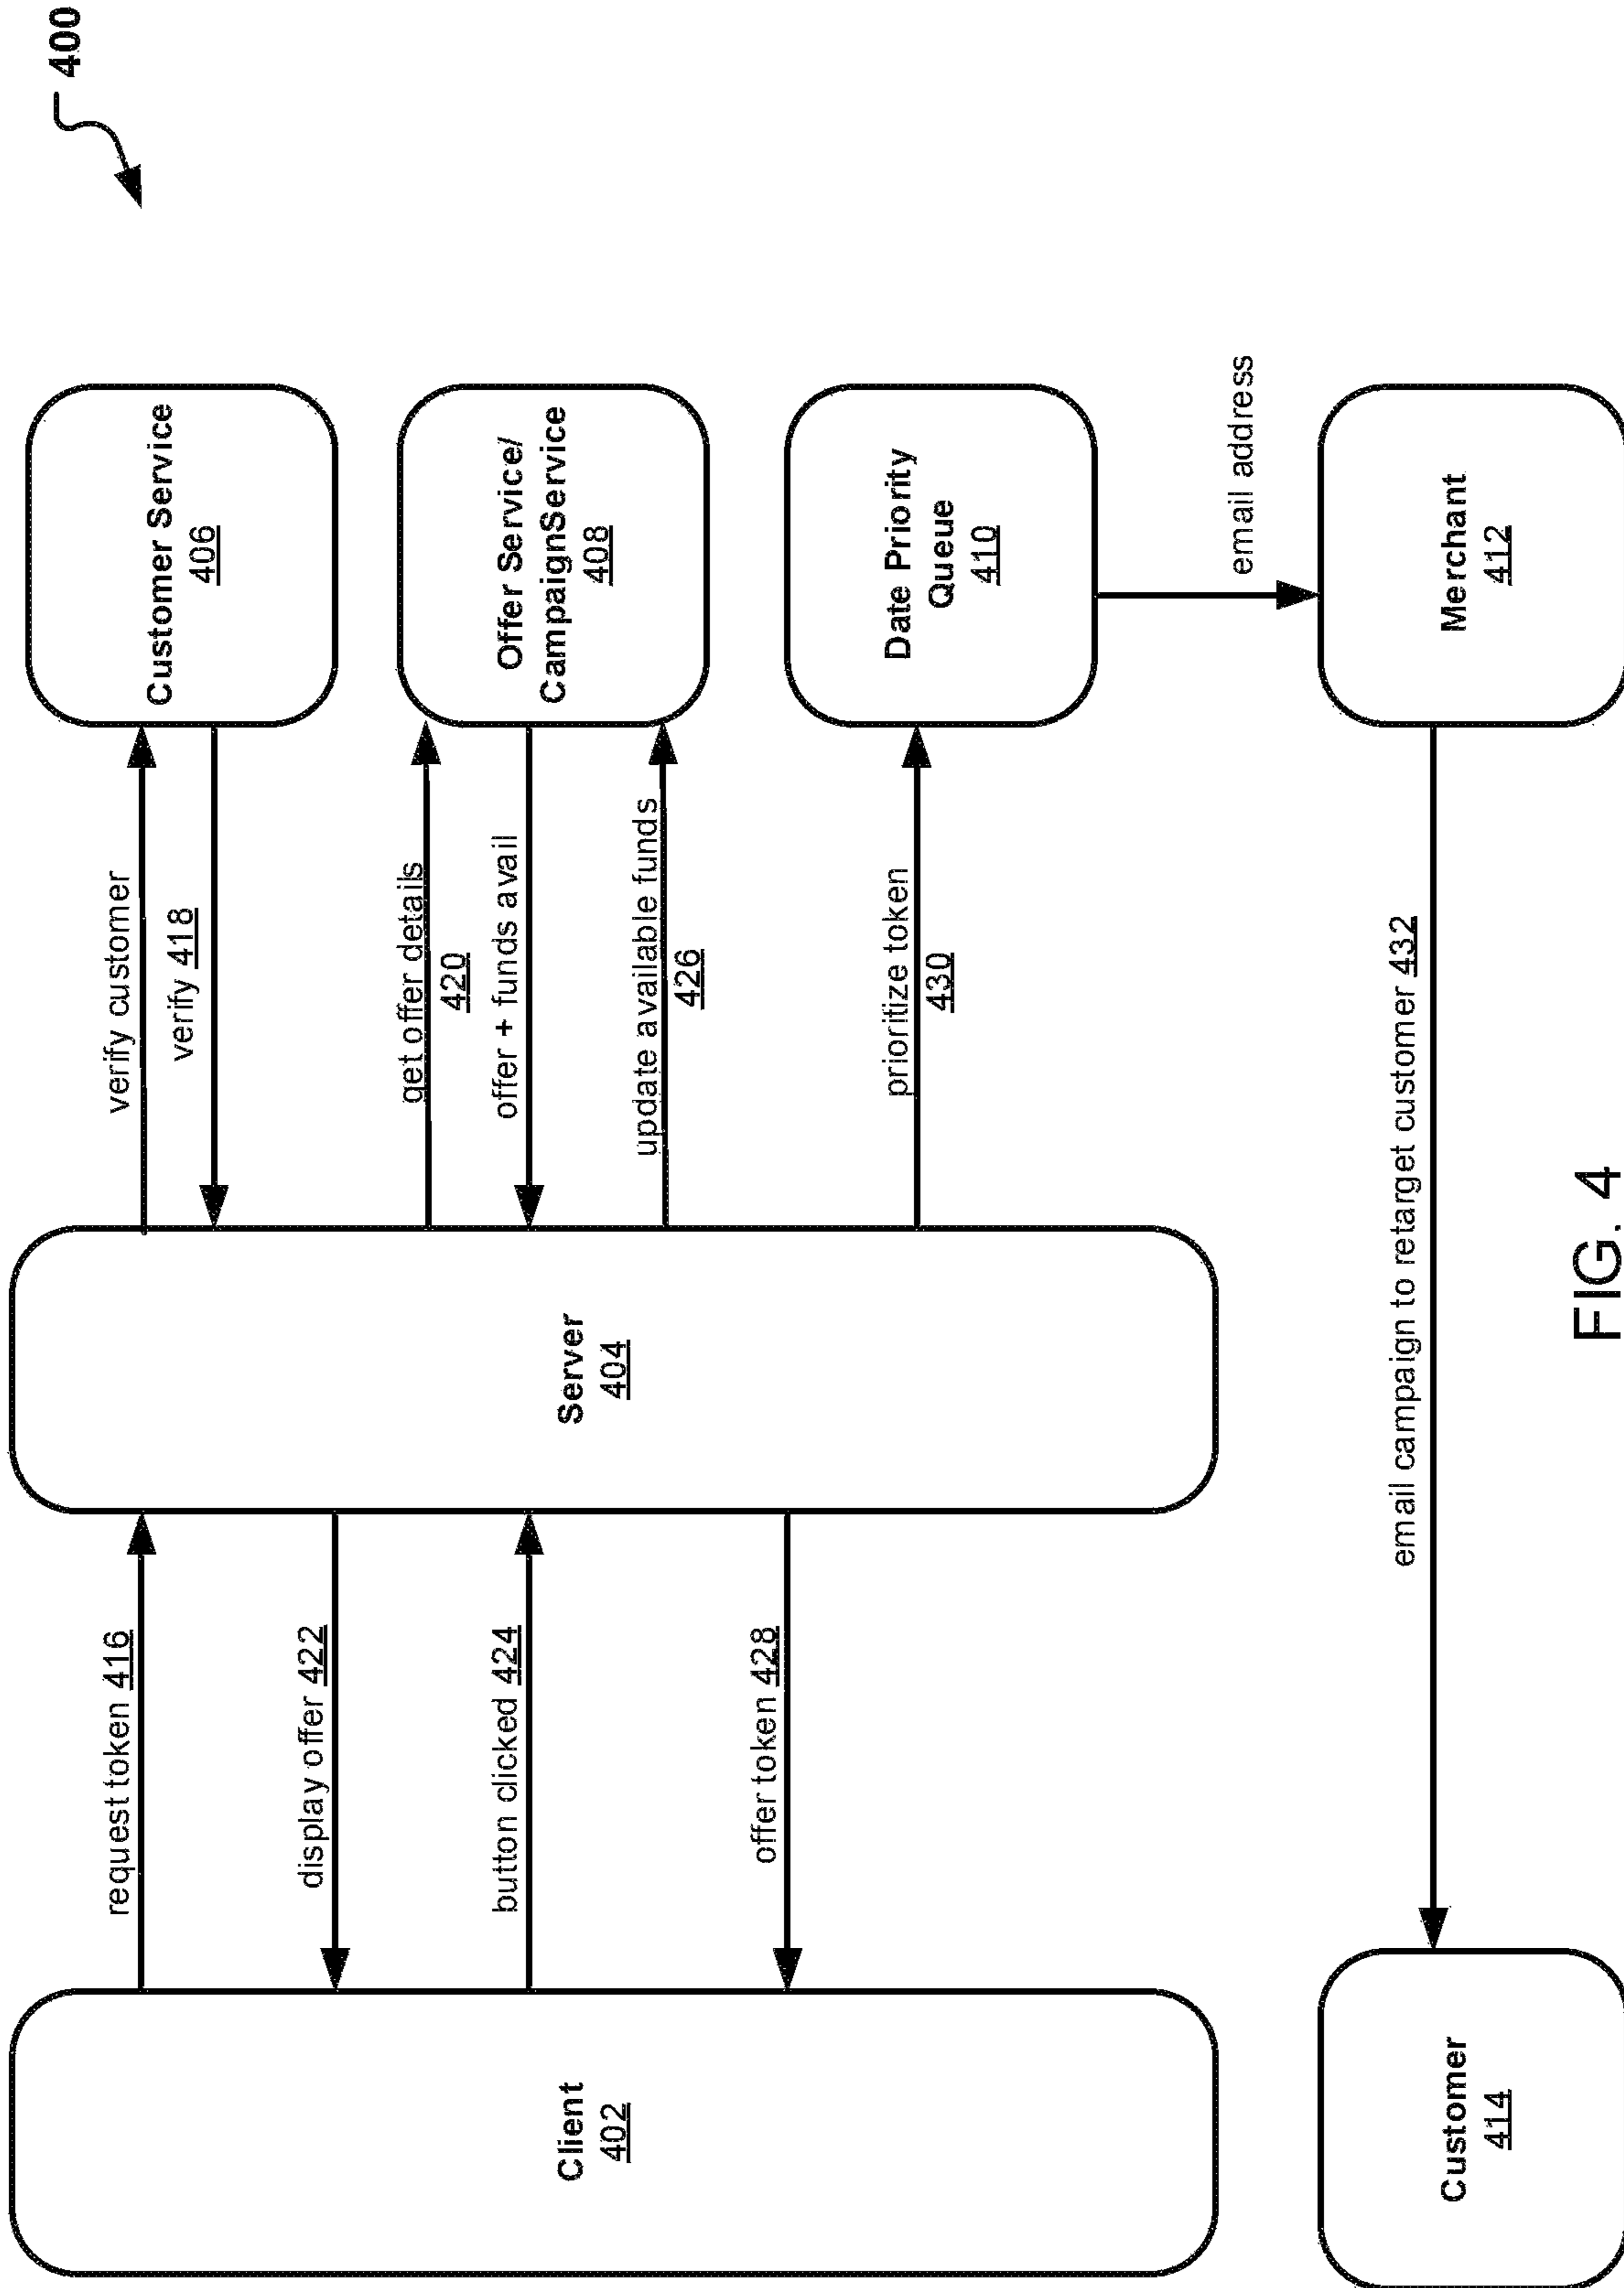 400
Client
402
Server
404
Customer Service
406
Offer Service/
CampaignService
408
Date Priority
Queue
410
Merchant
412
Customer
414
request token 416
verify customer
verify 418
get offer details
420
offer + funds avail
display offer 422
button clicked 424
update available funds
426
offer token 428
prioritize token
430
email address
email campaign to retarget customer 432
FIG. 4